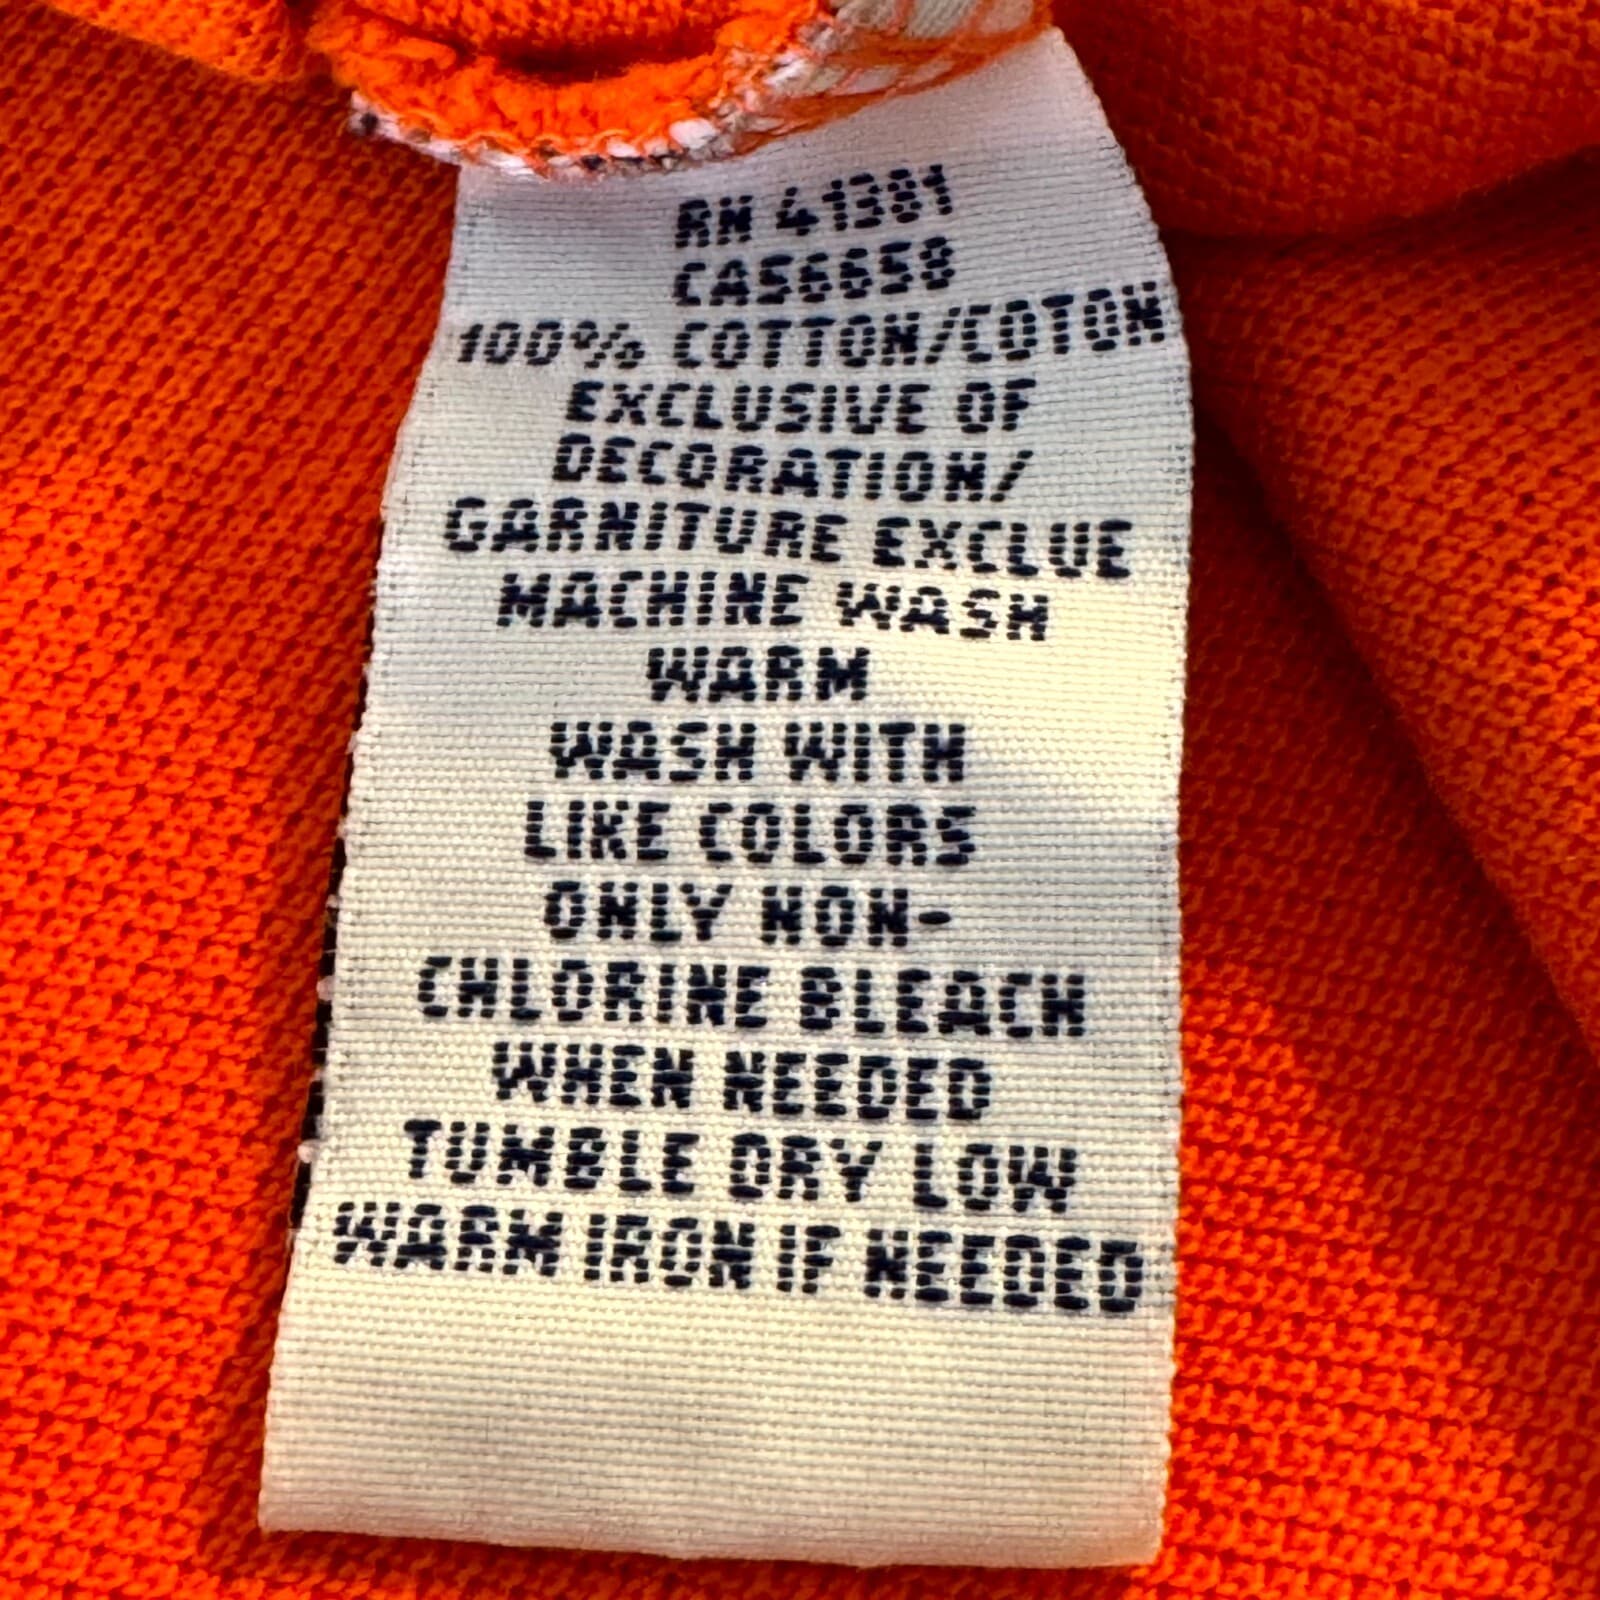 RN 41381
CA56658
100% COTTON/COTON
EXCLUSIVE OF
DECORATION/
GARNITURE EXCLUE
MACHINE WASH
WARM
WASH WITH
LIKE COLORS
ONLY NON-
CHLORINE BLEACH
WHEN NEEDED
TUMBLE DRY LOW
WARM IRON IF NEEDED